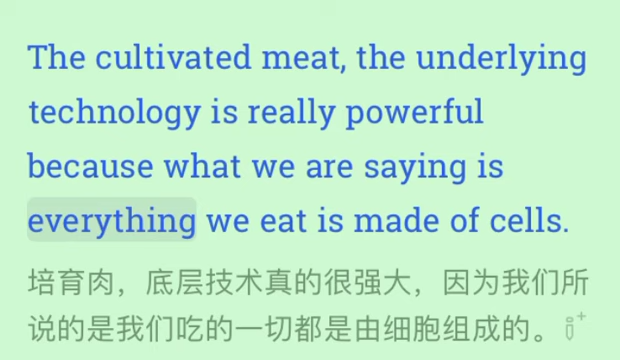 The cultivated meat, the underlying
technology is really powerful
because what we are saying is
everything we eat is made of cells.
培育肉，底层技术真的很强大，因为我们所
说的是我们吃的一切都是由细胞组成的。